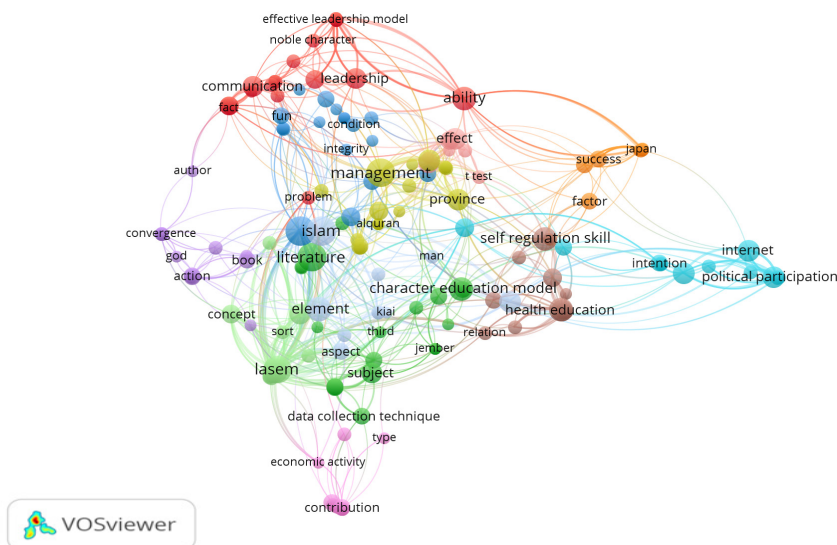 effective leadership model
noble character
communication
leadership
fact
fun
ability
condition
effect
integrity
japan
success
author
management
t test
problem
province
factor
alquran
convergence
islam
self regulation skill
god
literature
man
internet
book
intention
action
political participation
character education model
concept
element
kiai
health education
sort
third
relation
aspect
jember
lasem
subject
data collection technique
type
economic activity
contribution
VOSviewer